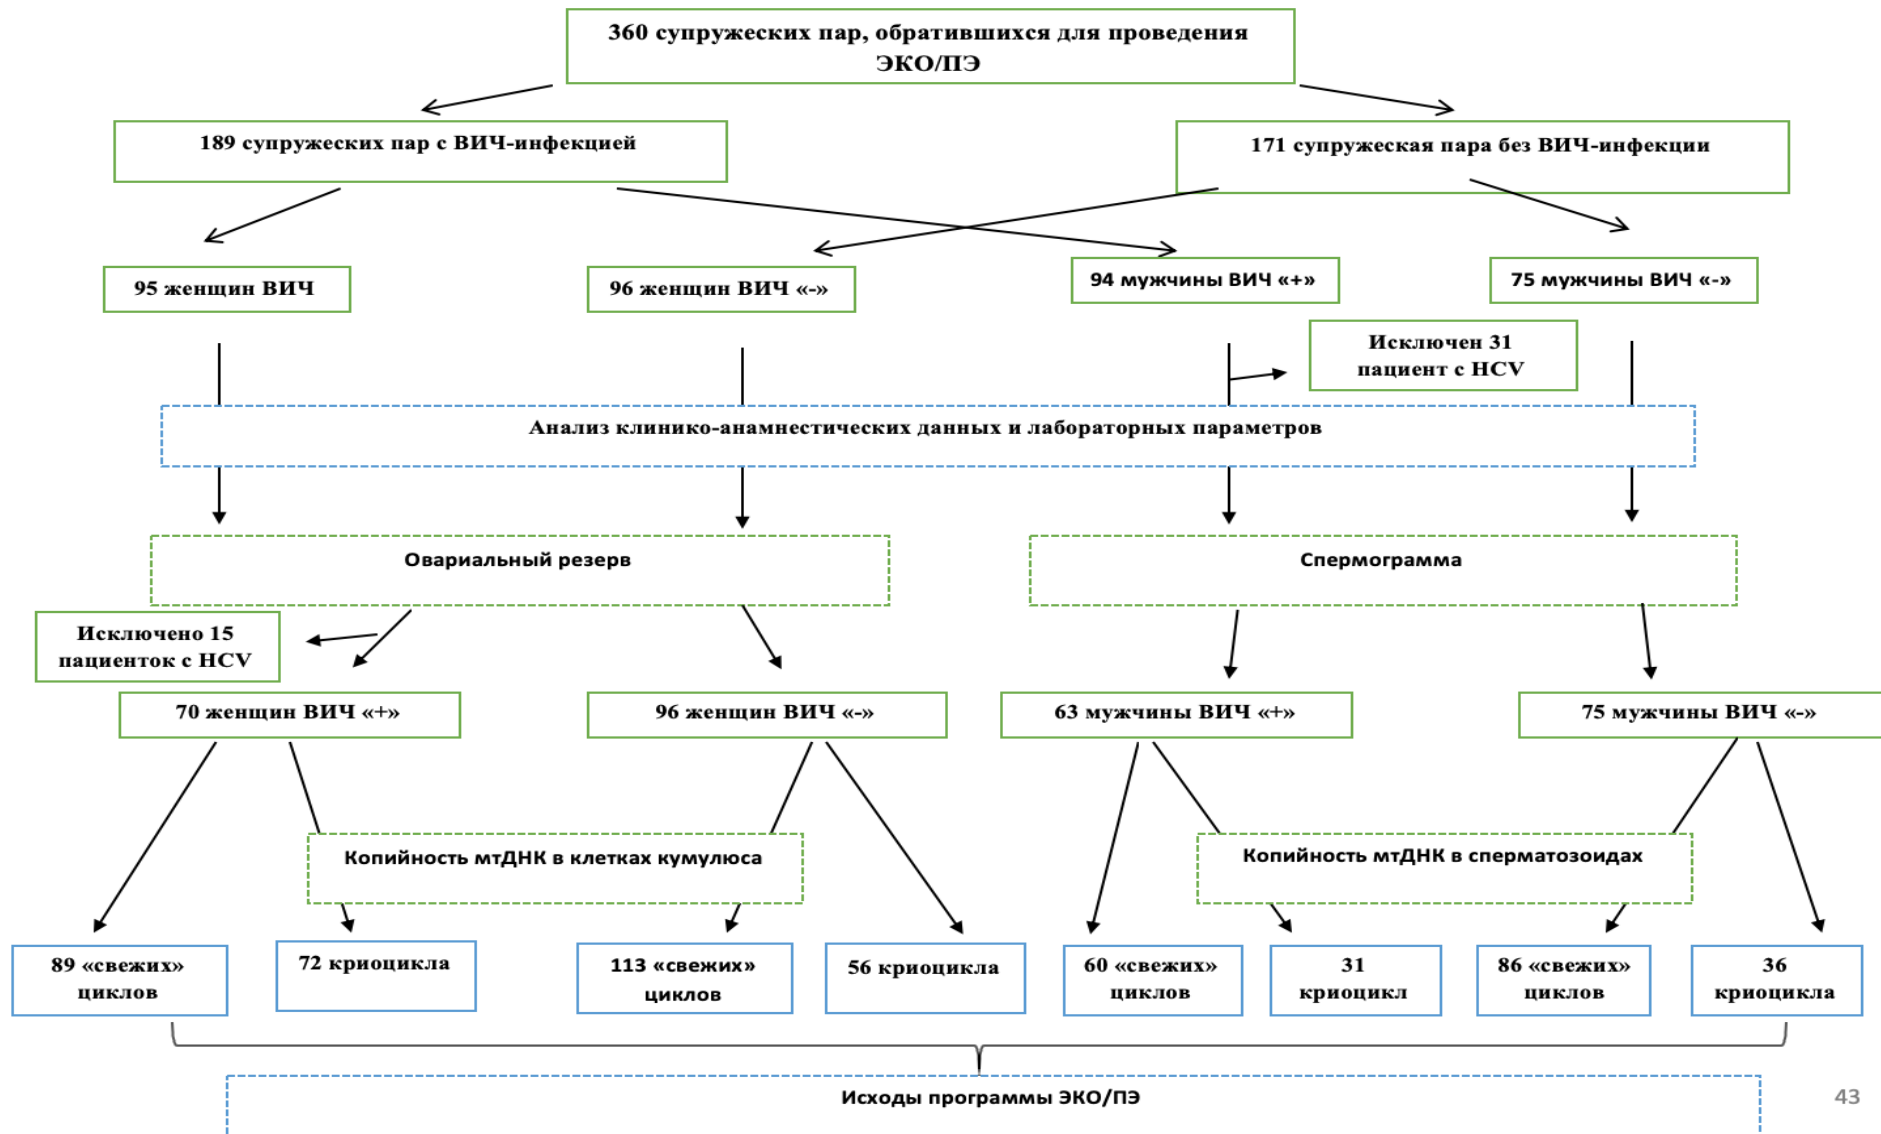 360 супружеских пар, обратившихся для проведения
ЭКО/ПЭ
189 супружеских пар с ВИЧ-инфекцией
171 супружеская пара без ВИЧ-инфекции
95 женщин ВИЧ
96 женщин ВИЧ «-»
94 мужчины ВИЧ «+»
75 мужчины ВИЧ «-»
Исключен 31
пациент с HCV
Анализ клинико-анамнестических данных и лабораторных параметров
Овариальный резерв
Спермограмма
Исключено 15
пациенток с HCV
70 женщин ВИЧ «+»
96 женщин ВИЧ «-»
63 мужчины ВИЧ «+»
75 мужчины ВИЧ «-»
Копийность мтДНК в клетках кумулюса
Копийность мтДНК в сперматозоидах
89 «свежих»
циклов
72 криоцикла
113 «свежих»
циклов
56 криоцикла
60 «свежих»
циклов
31
криоцикл
86 «свежих»
циклов
36
криоцикла
Исходы программы ЭКО/ПЭ
43